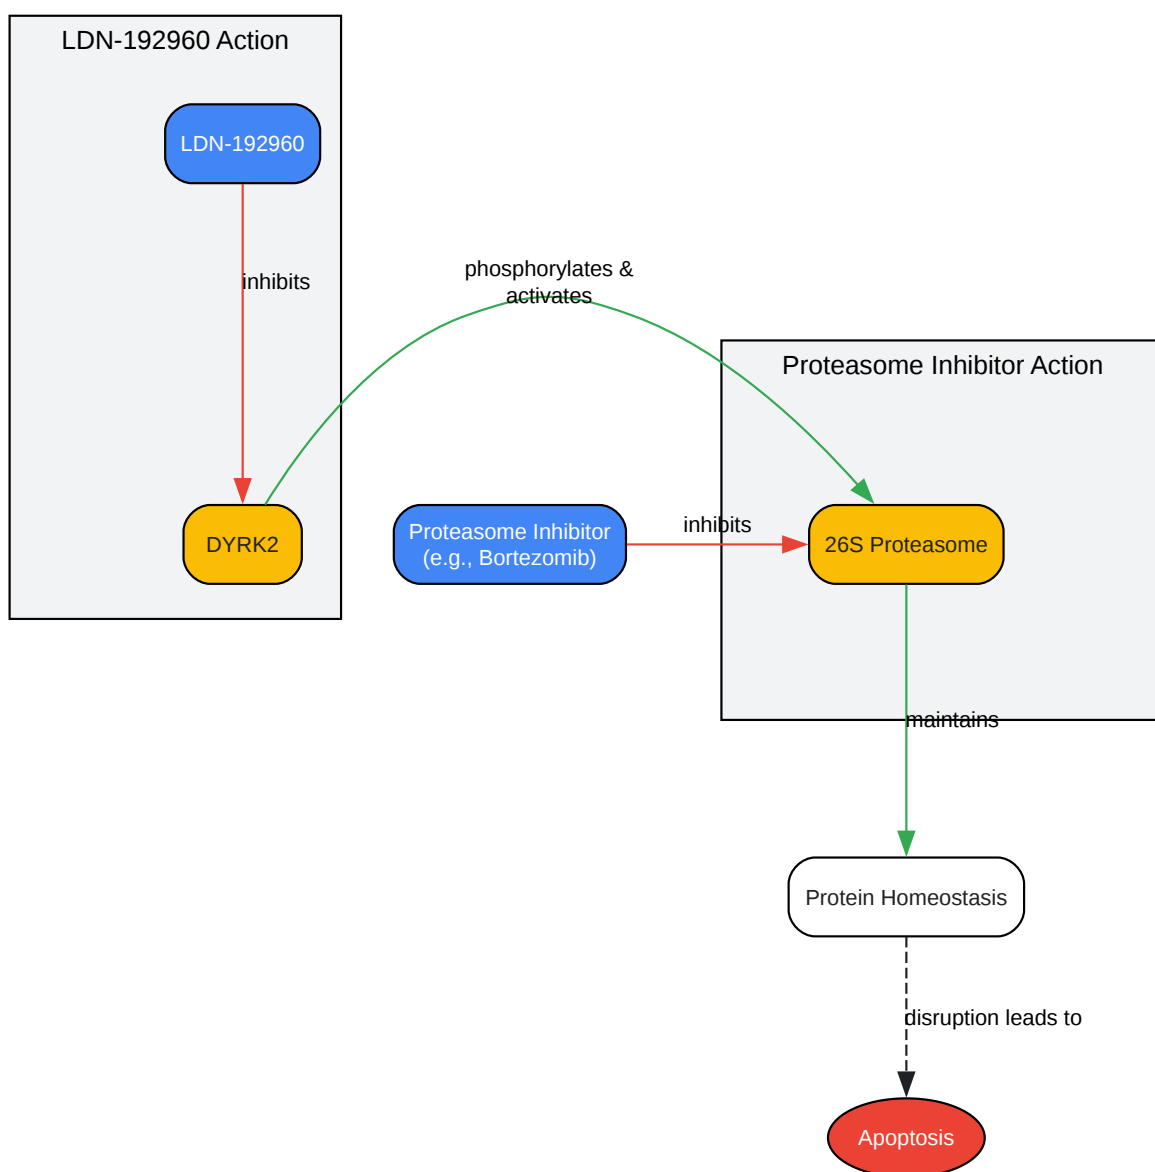 LDN-192960 Action
LDN-192960
inhibits
phosphorylates &
activates
Proteasome Inhibitor Action
DYRK2
Proteasome Inhibitor
(e.g., Bortezomib)
inhibits
26S Proteasome
maintains
Protein Homeostasis
disruption leads to
Apoptosis